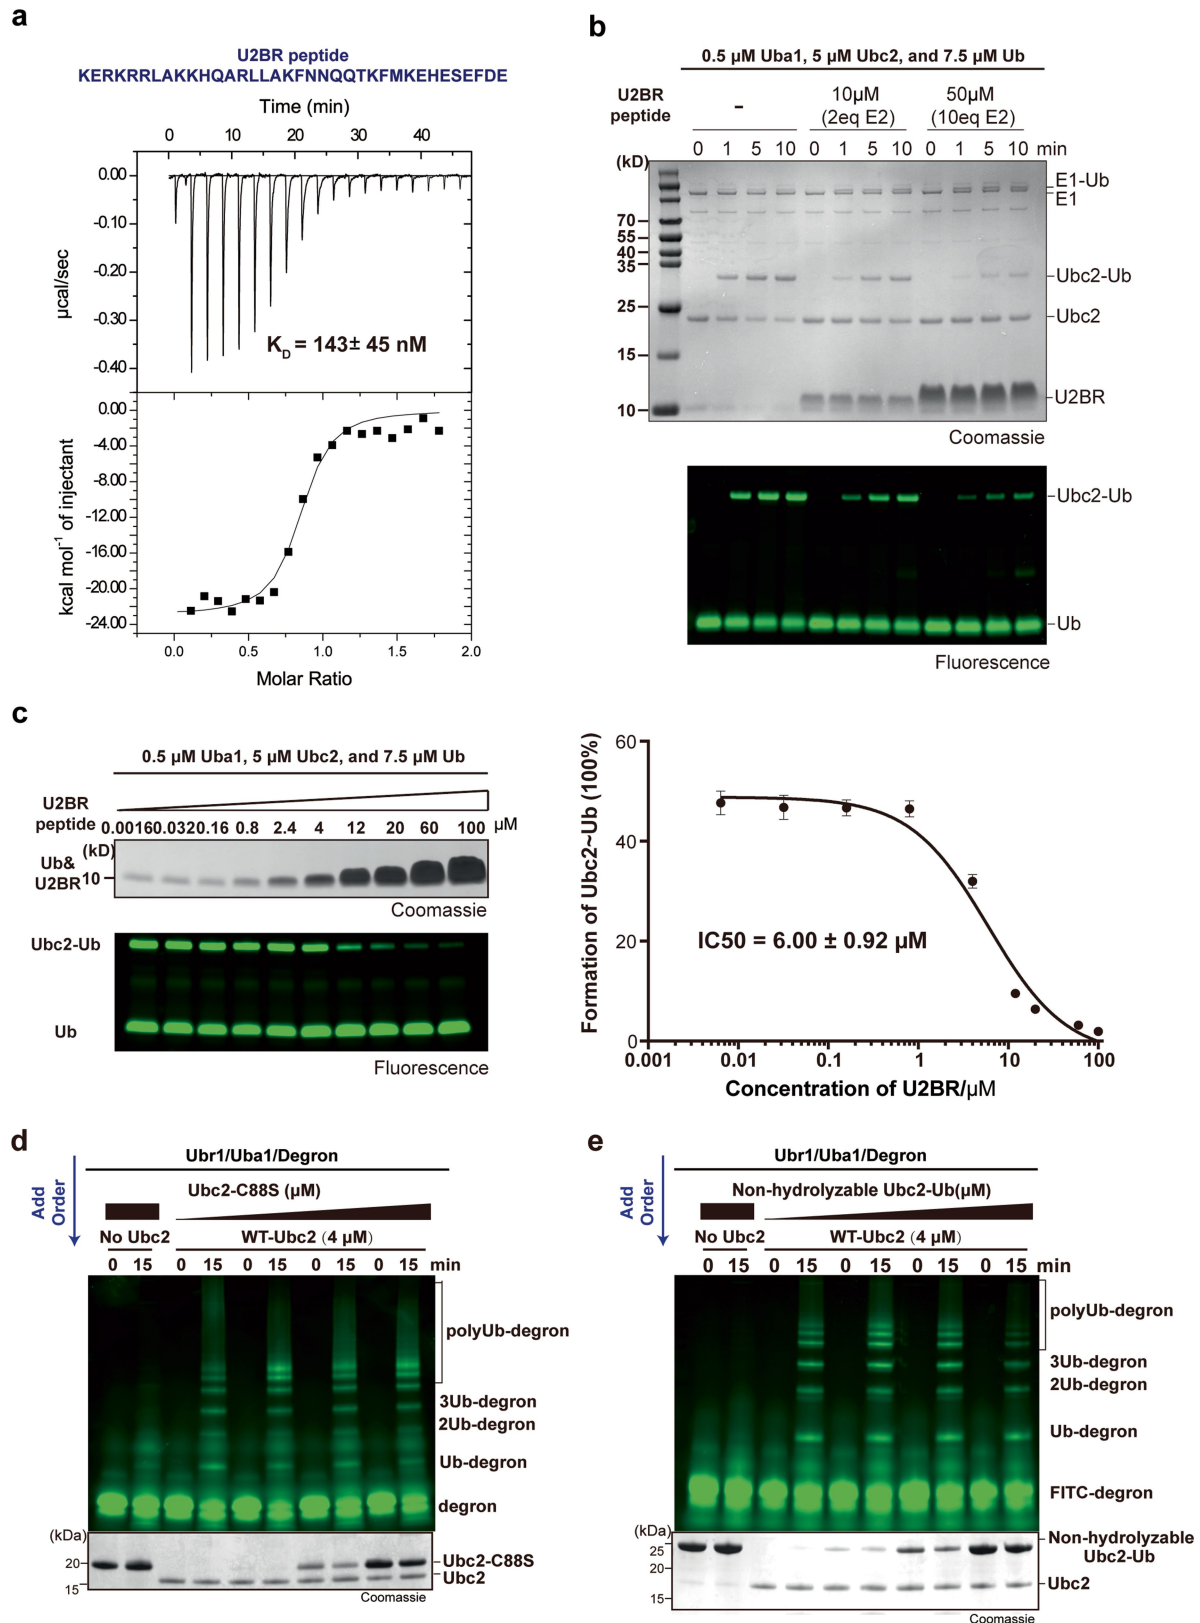 a
U2BR peptide
KERKRRLAKKHQARLLAKFNNQQTKFMKEHESEFDE
Time (min)
0 10 20 30 40
0.00
-0.10
-0.20
-0.30
-0.40
µcal/sec
KD = 143± 45 nM
0.00
-4.00
-8.00
-12.00
-16.00
-20.00
-24.00
kcal mol-1 of injectant
0.0 0.5 1.0 1.5 2.0
Molar Ratio
b
0.5 µM Uba1, 5 µM Ubc2, and 7.5 µM Ub
U2BR peptide
-
10µM (2eq E2)
50µM (10eq E2)
0 1 5 10 0 1 5 10 0 1 5 10 min
(kD)
70
55
40
35
25
15
10
E1-Ub
E1
Ubc2-Ub
Ubc2
U2BR
Coomassie
Ubc2-Ub
Ub
Fluorescence
c
0.5 µM Uba1, 5 µM Ubc2, and 7.5 µM Ub
U2BR
peptide 0.00160.0320.16 0.8 2.4 4 12 20 60 100 µM
(kD)
Ub&
U2BR 10
Coomassie
Ubc2-Ub
Ub
Fluorescence
Formation of Ubc2~Ub (100%)
60
40
20
0
IC50 = 6.00 ± 0.92 µM
0.001 0.01 0.1 1 10 100
Concentration of U2BR/µM
d
Add Order
Ubr1/Uba1/Degron
Ubc2-C88S (µM)
No Ubc2 WT-Ubc2 (4 µM)
0 15 0 15 0 15 0 15 0 15 min
polyUb-degron
3Ub-degron
2Ub-degron
Ub-degron
degron
(kDa)
20
15
Ubc2-C88S
Ubc2
Coomassie
e
Add Order
Ubr1/Uba1/Degron
Non-hydrolyzable Ubc2-Ub(µM)
No Ubc2 WT-Ubc2 (4 µM)
0 15 0 15 0 15 0 15 0 15 min
polyUb-degron
3Ub-degron
2Ub-degron
Ub-degron
FITC-degron
(kDa)
25
20
15
Non-hydrolyzable
Ubc2-Ub
Ubc2
Coomassie